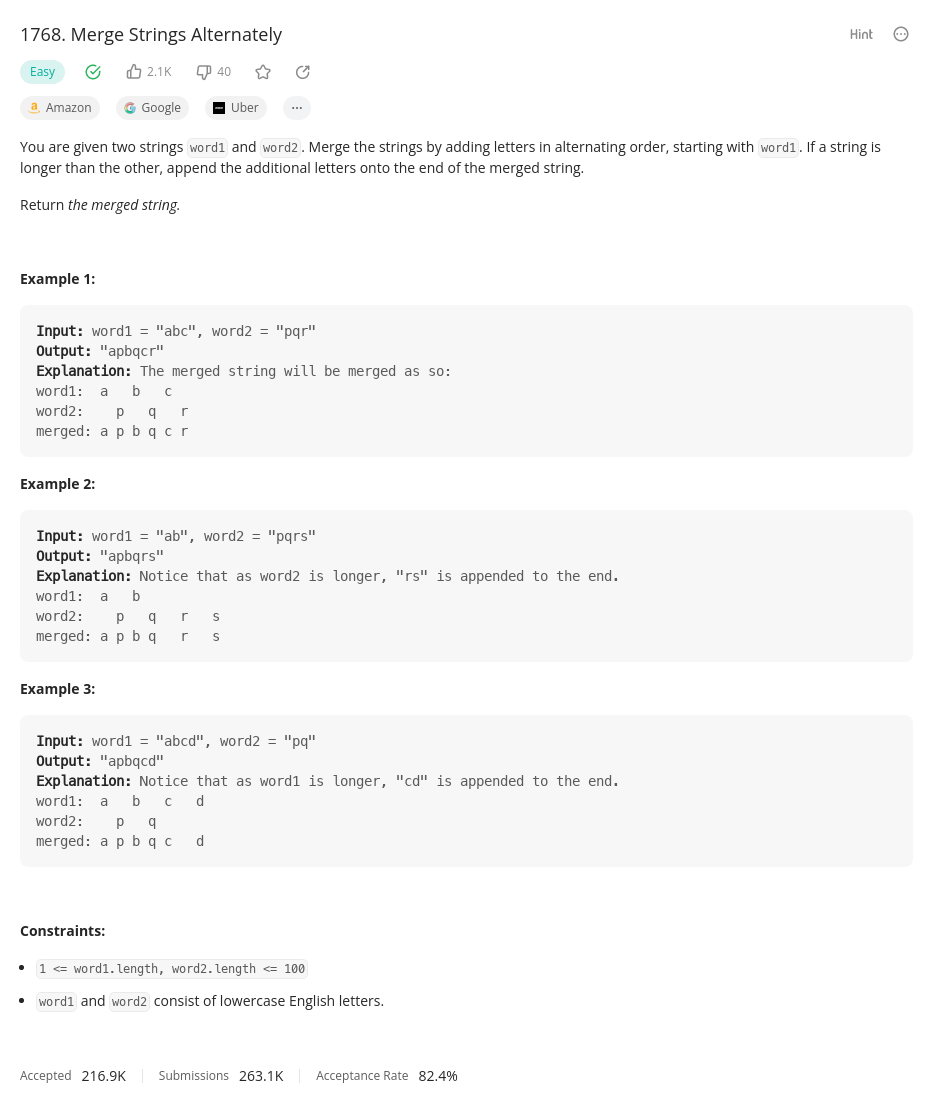 1768. Merge Strings Alternately
Hint
Easy
2.1K
40
Amazon
Google
Uber
You are given two strings word1 and word2. Merge the strings by adding letters in alternating order, starting with word1. If a string is
longer than the other, append the additional letters onto the end of the merged string.
Return the merged string.
Example 1:
Input: word1 = "abc", word2 = "pqr"
Output: "apbqcr"
Explanation: The merged string will be merged as so:
word1:  a   b   c
word2:    p   q   r
merged: a p b q c r
Example 2:
Input: word1 = "ab", word2 = "pqrs"
Output: "apbqrs"
Explanation: Notice that as word2 is longer, "rs" is appended to the end.
word1:  a   b
word2:    p   q   r   s
merged: a p b q   r   s
Example 3:
Input: word1 = "abcd", word2 = "pq"
Output: "apbqcd"
Explanation: Notice that as word1 is longer, "cd" is appended to the end.
word1:  a   b   c   d
word2:    p   q
merged: a p b q c   d
Constraints:
• 1 <= word1.length, word2.length <= 100
• word1 and word2 consist of lowercase English letters.
Accepted 216.9K Submissions 263.1K Acceptance Rate 82.4%